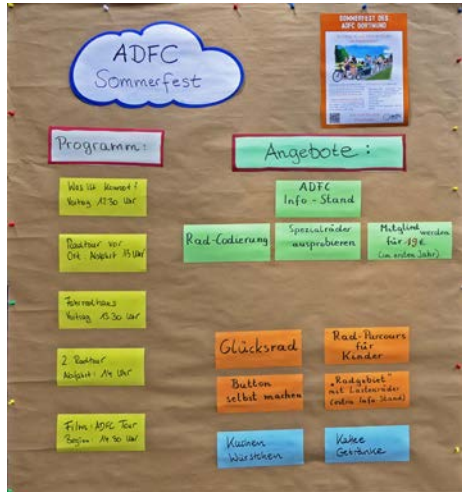 ADFC
Sommerfest
SOMMERFEST DES
ADFC DORTMUND
Programm:
Was ist Komoot?
Vortrag 12.30 Uhr
Radtour vor
Ort. Abfahrt 13 Uhr
Fahrradhaus
Vortrag 13.30 Uhr
2. Radtour
Abfahrt: 14 Uhr
Film: ADFC Tour
Beginn: 14.30 Uhr
Angebote:
ADFC
Info-Stand
Rad-Codierung
Spezialräder
ausprobieren
Mitglied werden
für 19€
(im ersten Jahr)
Glücksrad
Rad-Parcours
für
Kinder
Button
selbst machen
„Radgebiet"
mit Lastenräder
(extra Info Stand)
Kuchen
Würstchen
Kaffee
Getränke